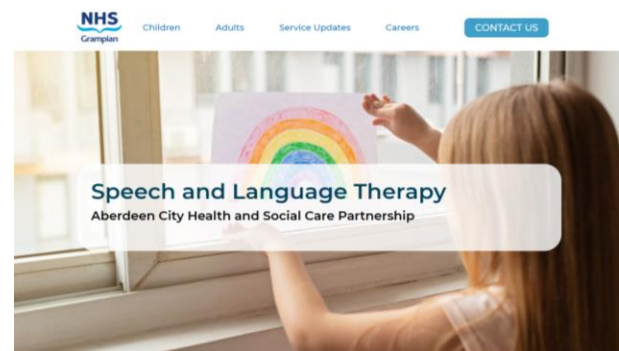 NHS
Grampian
Children
Adults
Service Updates
Careers
CONTACT US
Speech and Language Therapy
Aberdeen City Health and Social Care Partnership